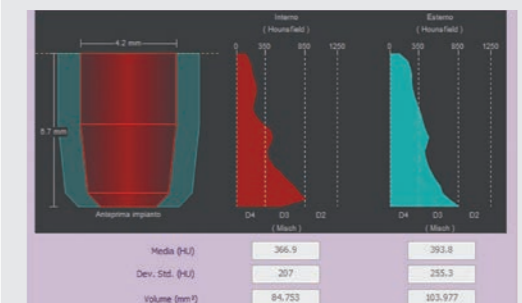 Interno
Esterno
( Hounsfield )
( Hounsfield )
0 350 800 1250
0 350 800 1250
4.2 mm
8.7 mm
Anteprima impianto
D4 D3 D2
D4 D3 D2
( Misch )
( Misch )
Media (HU) 366.9 393.8
Dev. Std. (HU) 207 255.3
Volume (mm³) 84.753 103.977